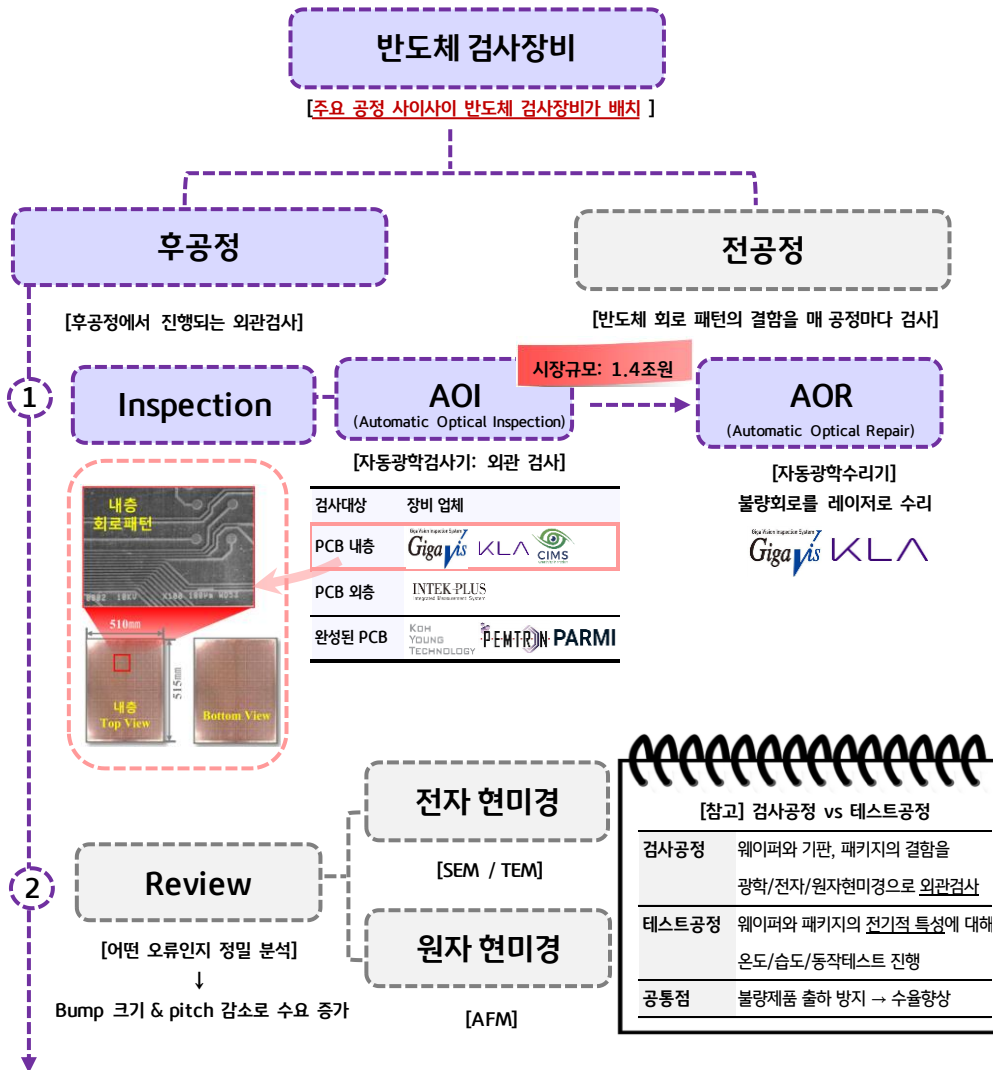 반도체 검사장비
[주요 공정 사이사이 반도체 검사장비가 배치 ]
후공정
전공정
[후공정에서 진행되는 외관검사]
[반도체 회로 패턴의 결함을 매 공정마다 검사]
시장규모: 1.4조원
1
Inspection
AOI
(Automatic Optical Inspection)
AOR
(Automatic Optical Repair)
[자동광학검사기: 외관 검사]
[자동광학수리기]
불량회로를 레이저로 수리
Giga Vision Inspection System
GigaVis KLA
내층
회로패턴
X100 100µm
510mm
515mm
내층
Top View
Bottom View
검사대상 장비 업체
PCB 내층 GigaVis KLA CIMS
PCB 외층 INTEK-PLUS
Integrated Measurement System
완성된 PCB KOH YOUNG TECHNOLOGY PEMTRON PARMI
2
Review
[어떤 오류인지 정밀 분석]
↓
Bump 크기 & pitch 감소로 수요 증가
전자 현미경
[SEM / TEM]
원자 현미경
[AFM]
[참고] 검사공정 vs 테스트공정
검사공정 웨이퍼와 기판, 패키지의 결함을
광학/전자/원자현미경으로 외관검사
테스트공정 웨이퍼와 패키지의 전기적 특성에 대해
온도/습도/동작테스트 진행
공통점 불량제품 출하 방지 → 수율향상